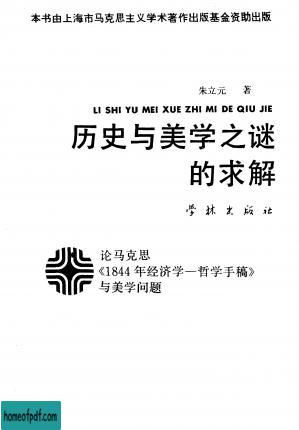 本书由上海市马克思主义学术著作出版基金资助出版
朱立元 著
LI SHI YU MEI XUE ZHI MI DE QIU JIE
历史与美学之谜
的求解
学林出版社
论马克思
《1844年经济学—哲学手稿》
与美学问题
homeofpdf.com
homeofpdf.com